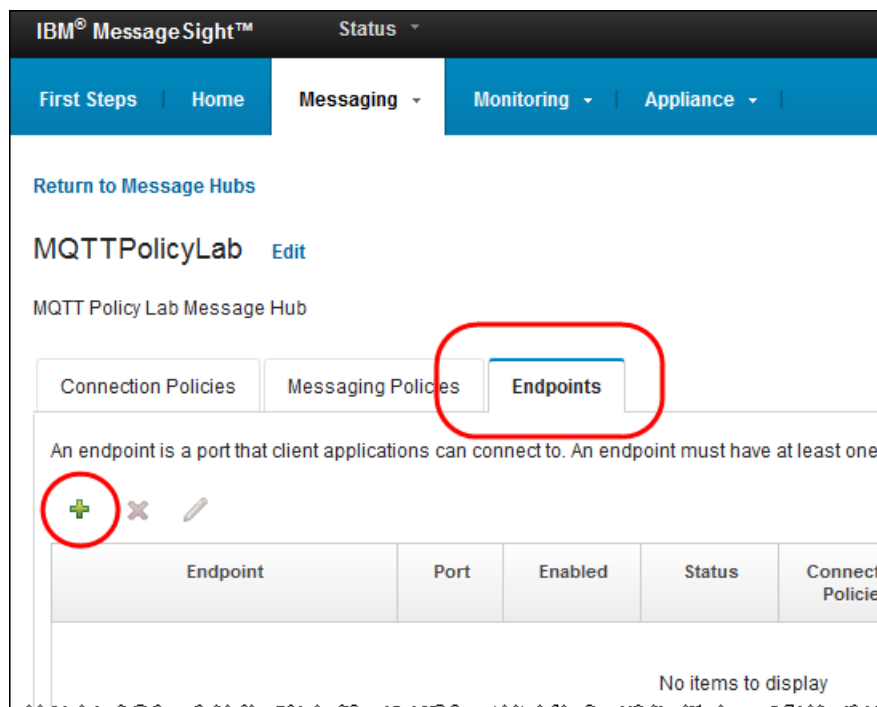 IBM® MessageSight™ Status
First Steps Home Messaging Monitoring Appliance
Return to Message Hubs
MQTTPolicyLab Edit
MQTT Policy Lab Message Hub
Connection Policies Messaging Policies Endpoints
An endpoint is a port that client applications can connect to. An endpoint must have at least one
Endpoint Port Enabled Status
No items to display